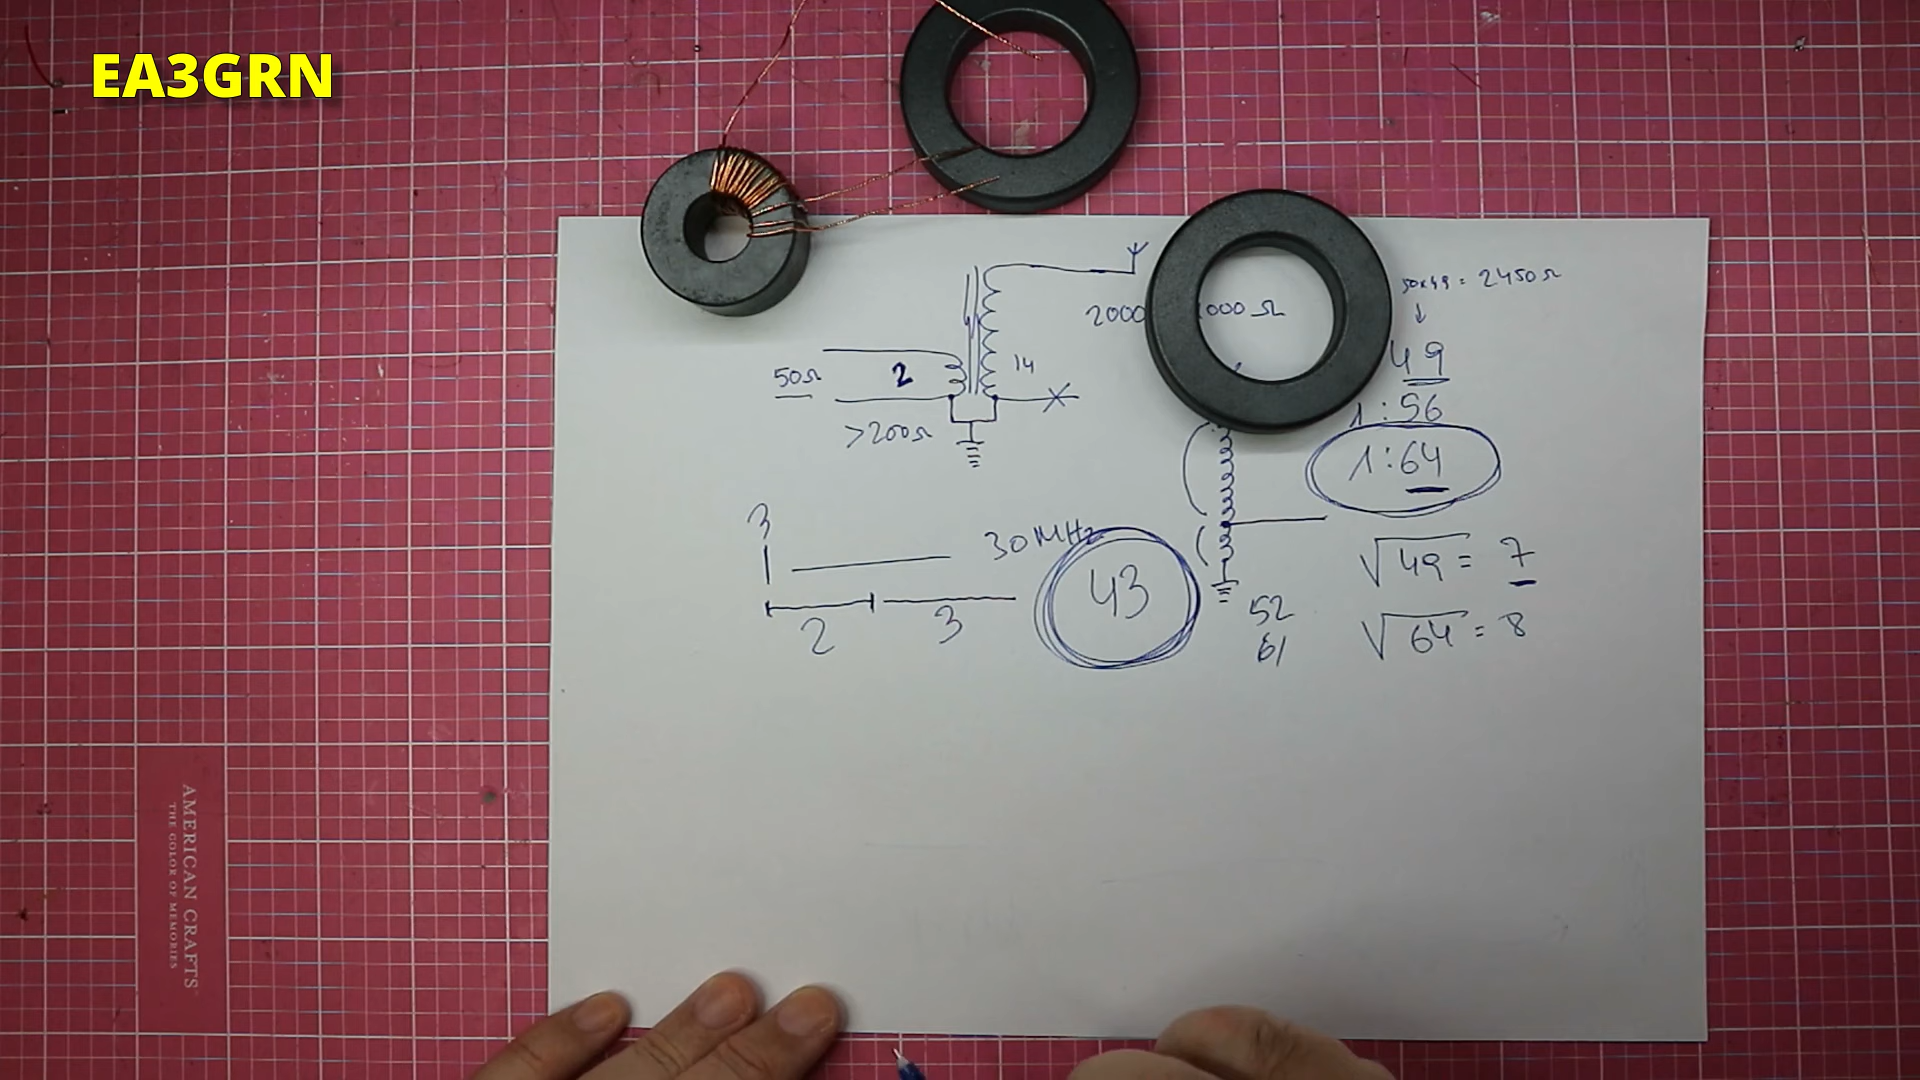 EA3GRN
50x49 = 2450Ω
2000
000 Ω
49
50Ω
2
14
1:56
>200Ω
1:64
3
30MHz
√49 = 7
43
2
3
52
61
√64 = 8
AMERICAN CRAFTS
THE COLOR OF MEMORIES